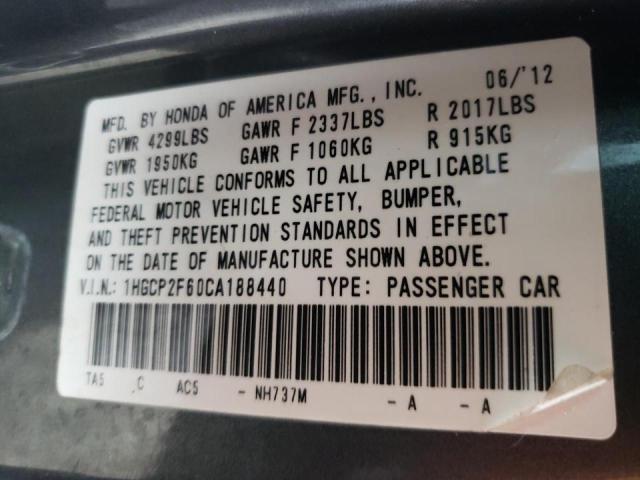 MFD. BY HONDA OF AMERICA MFG., INC. 06/'12
GVWR 4299LBS GAWR F 2337LBS R 2017LBS
GVWR 1950KG GAWR F 1060KG R 915KG
THIS VEHICLE CONFORMS TO ALL APPLICABLE
FEDERAL MOTOR VEHICLE SAFETY, BUMPER,
AND THEFT PREVENTION STANDARDS IN EFFECT
ON THE DATE OF MANUFACTURE SHOWN ABOVE.
V.I.N.: 1HGCP2F60CA188440 TYPE: PASSENGER CAR
TA5 C AC5 - NH737M - A - A